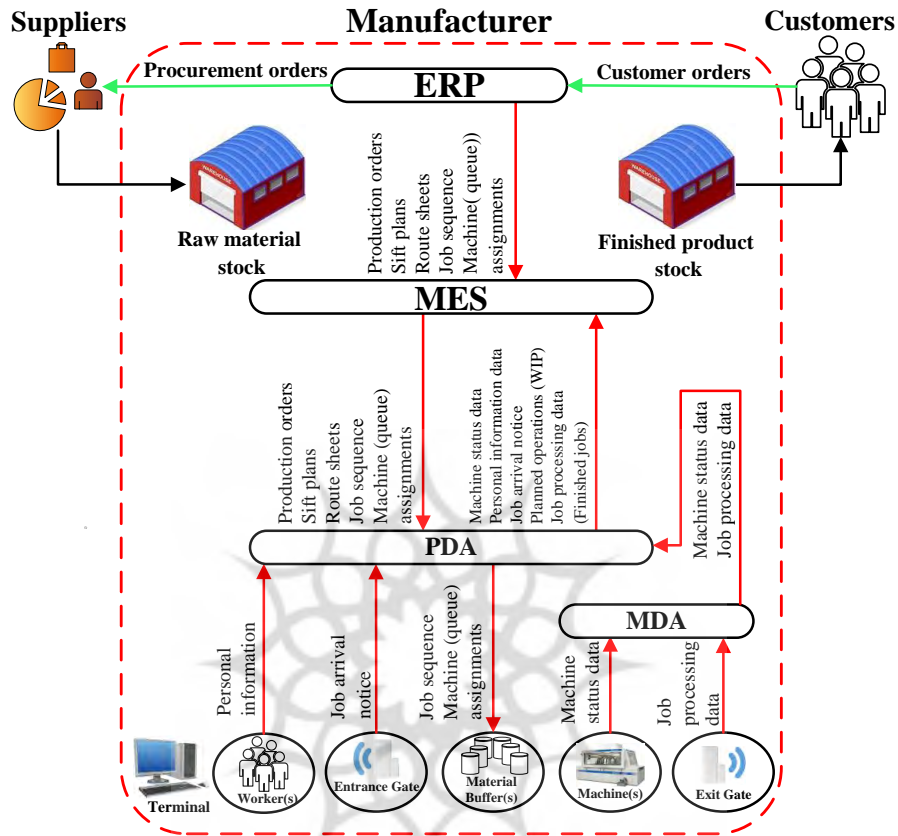 Suppliers
Manufacturer
Customers
Procurement orders
ERP
Customer orders
WAREHOUSE
Raw material
stock
Production orders
Sift plans
Route sheets
Job sequence
Machine( queue))
assignments
WAREHOUSE
Finished product
stock
MES
Production orders
Sift plans
Route sheets
Job sequence
Machine (queue)
assignments
Machine status data
Personal information data
Job arrival notice
Planned operations (WIP)
Job processing data
(Finished jobs)
Machine status data
Job processing data
PDA
Personal
information
Job arrival
notice
Job sequence
Machine (queue)
assignments
MDA
Machine
status data
Job
processing
data
Terminal
Worker(s)
Entrance Gate
Material
Buffer(s)
Machine(s)
Exit Gate